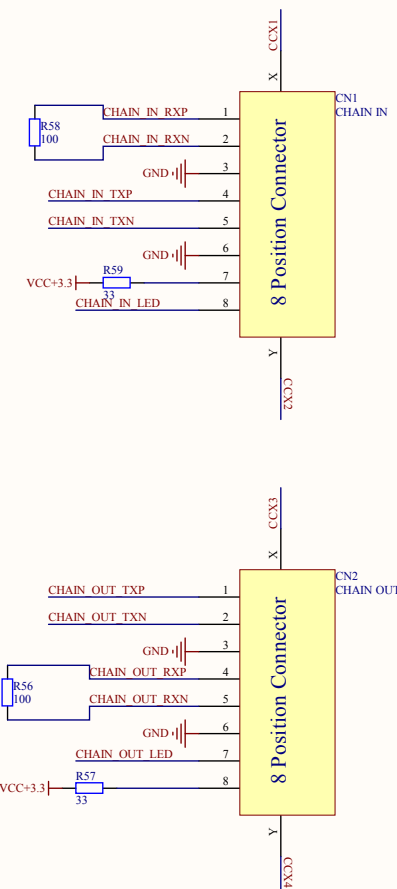 CCX1
X
CN1
CHAIN IN
CHAIN_IN_RXP 1
R58
100
CHAIN_IN_RXN 2
GND 3
CHAIN_IN_TXP 4
CHAIN_IN_TXN 5
GND 6
R59
VCC+3.3 7
33
CHAIN_IN_LED 8
8 Position Connector
Y
CCX2
CCX3
X
CN2
CHAIN OUT
CHAIN_OUT_TXP 1
CHAIN_OUT_TXN 2
GND 3
CHAIN_OUT_RXP 4
R56
100
CHAIN_OUT_RXN 5
GND 6
CHAIN_OUT_LED 7
R57
VCC+3.3 8
33
8 Position Connector
Y
CCX4